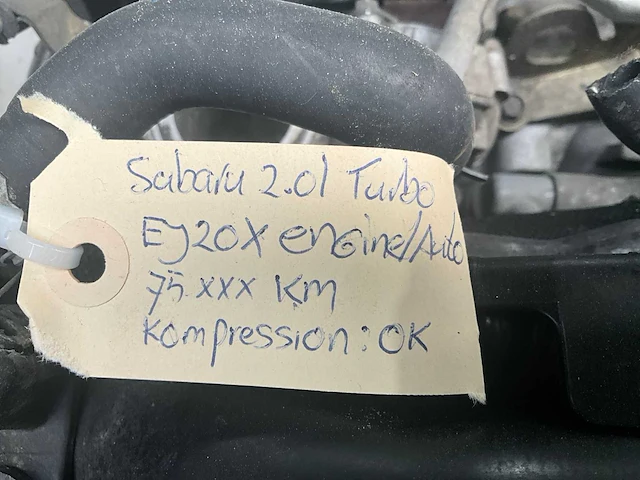 Subaru 2.0l Turbo
Ej20X engine/Auto
75.xxx Km
Kompression: OK